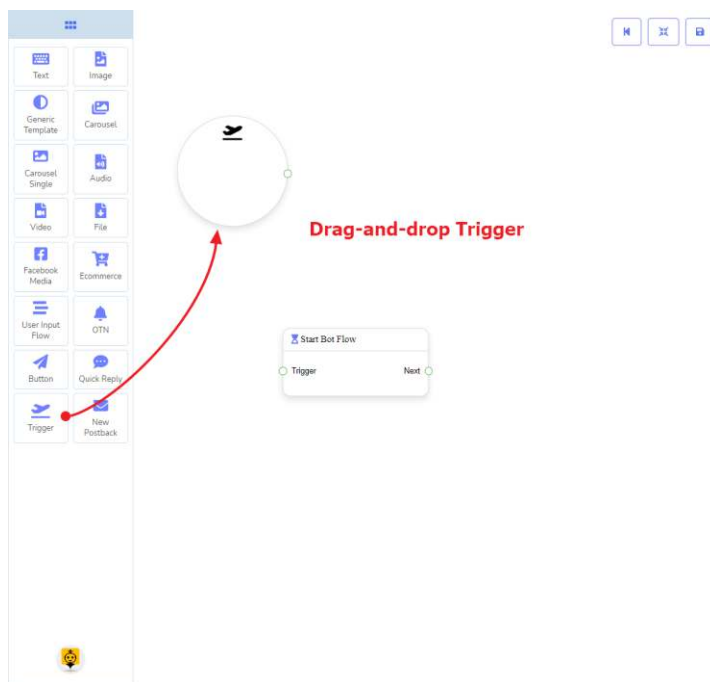 Text
Image
Generic
Template
Carousel
Carousel
Single
Audio
Video
File
Facebook
Media
Ecommerce
User Input
Flow
OTN
Button
Quick Reply
Trigger
New
Postback
Drag-and-drop Trigger
Start Bot Flow
Trigger
Next